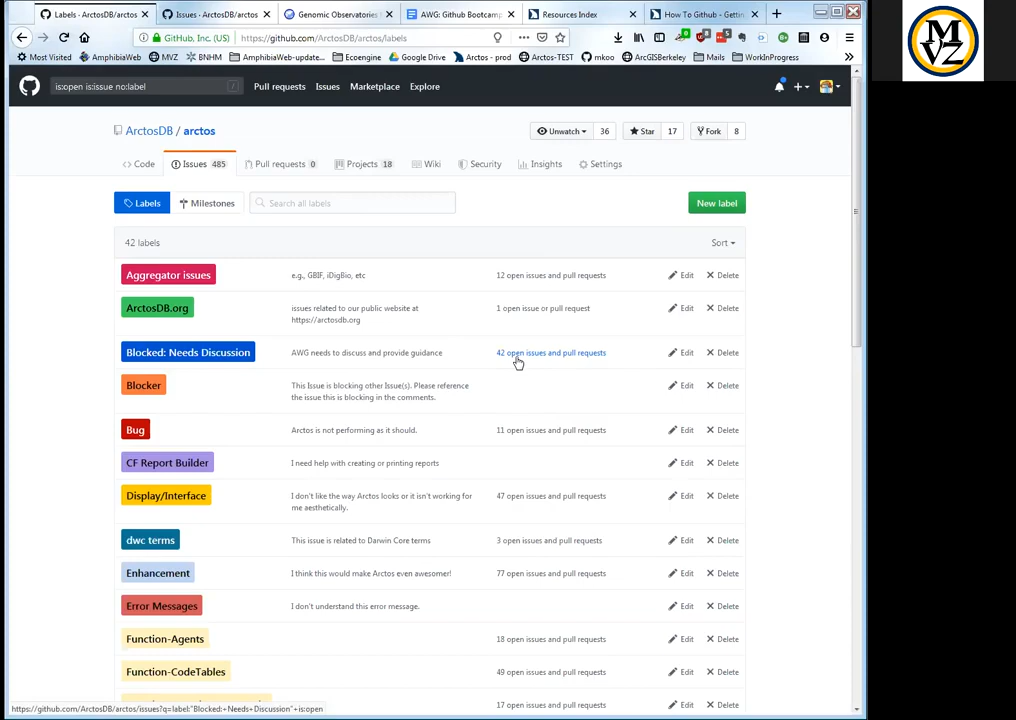 Labels - ArctosDB/arctos
Issues - ArctosDB/arctos
Genomic Observatories
AWG: Github Bootcamp
Resources Index
How To Github - Gettin
GitHub, Inc. (US)
https://github.com/ArctosDB/arctos/labels
Most Visited
AmphibiaWeb
MVZ
BNHM
AmphibiaWeb-update...
Ecoengine
Google Drive
Arctos - prod
Arctos-TEST
mkoo
ArcGISBerkeley
Mails
WorkInProgress
is:open is:issue no:label
/
Pull requests
Issues
Marketplace
Explore
ArctosDB / arctos
Unwatch
36
Star
17
Fork
8
Code
Issues 485
Pull requests 0
Projects 18
Wiki
Security
Insights
Settings
Labels
Milestones
Search all labels
New label
42 labels
Sort
Aggregator issues
e.g., GBIF, iDigBio, etc
12 open issues and pull requests
Edit
Delete
ArctosDB.org
issues related to our public website at
https://arctosdb.org
1 open issue or pull request
Edit
Delete
Blocked: Needs Discussion
AWG needs to discuss and provide guidance
42 open issues and pull requests
Edit
Delete
Blocker
This Issue is blocking other Issue(s). Please reference
the issue this is blocking in the comments.
Edit
Delete
Bug
Arctos is not performing as it should.
11 open issues and pull requests
Edit
Delete
CF Report Builder
I need help with creating or printing reports
Edit
Delete
Display/Interface
I don't like the way Arctos looks or it isn't working for
me aesthetically.
47 open issues and pull requests
Edit
Delete
dwc terms
This issue is related to Darwin Core terms
3 open issues and pull requests
Edit
Delete
Enhancement
I think this would make Arctos even awesomer!
77 open issues and pull requests
Edit
Delete
Error Messages
I don't understand this error message.
Edit
Delete
Function-Agents
18 open issues and pull requests
Edit
Delete
Function-CodeTables
49 open issues and pull requests
Edit
Delete
17 open issues and pull requests
Edit
Delete
https://github.com/ArctosDB/arctos/issues?q=label:"Blocked:+Needs+Discussion"+is:open
MVZ